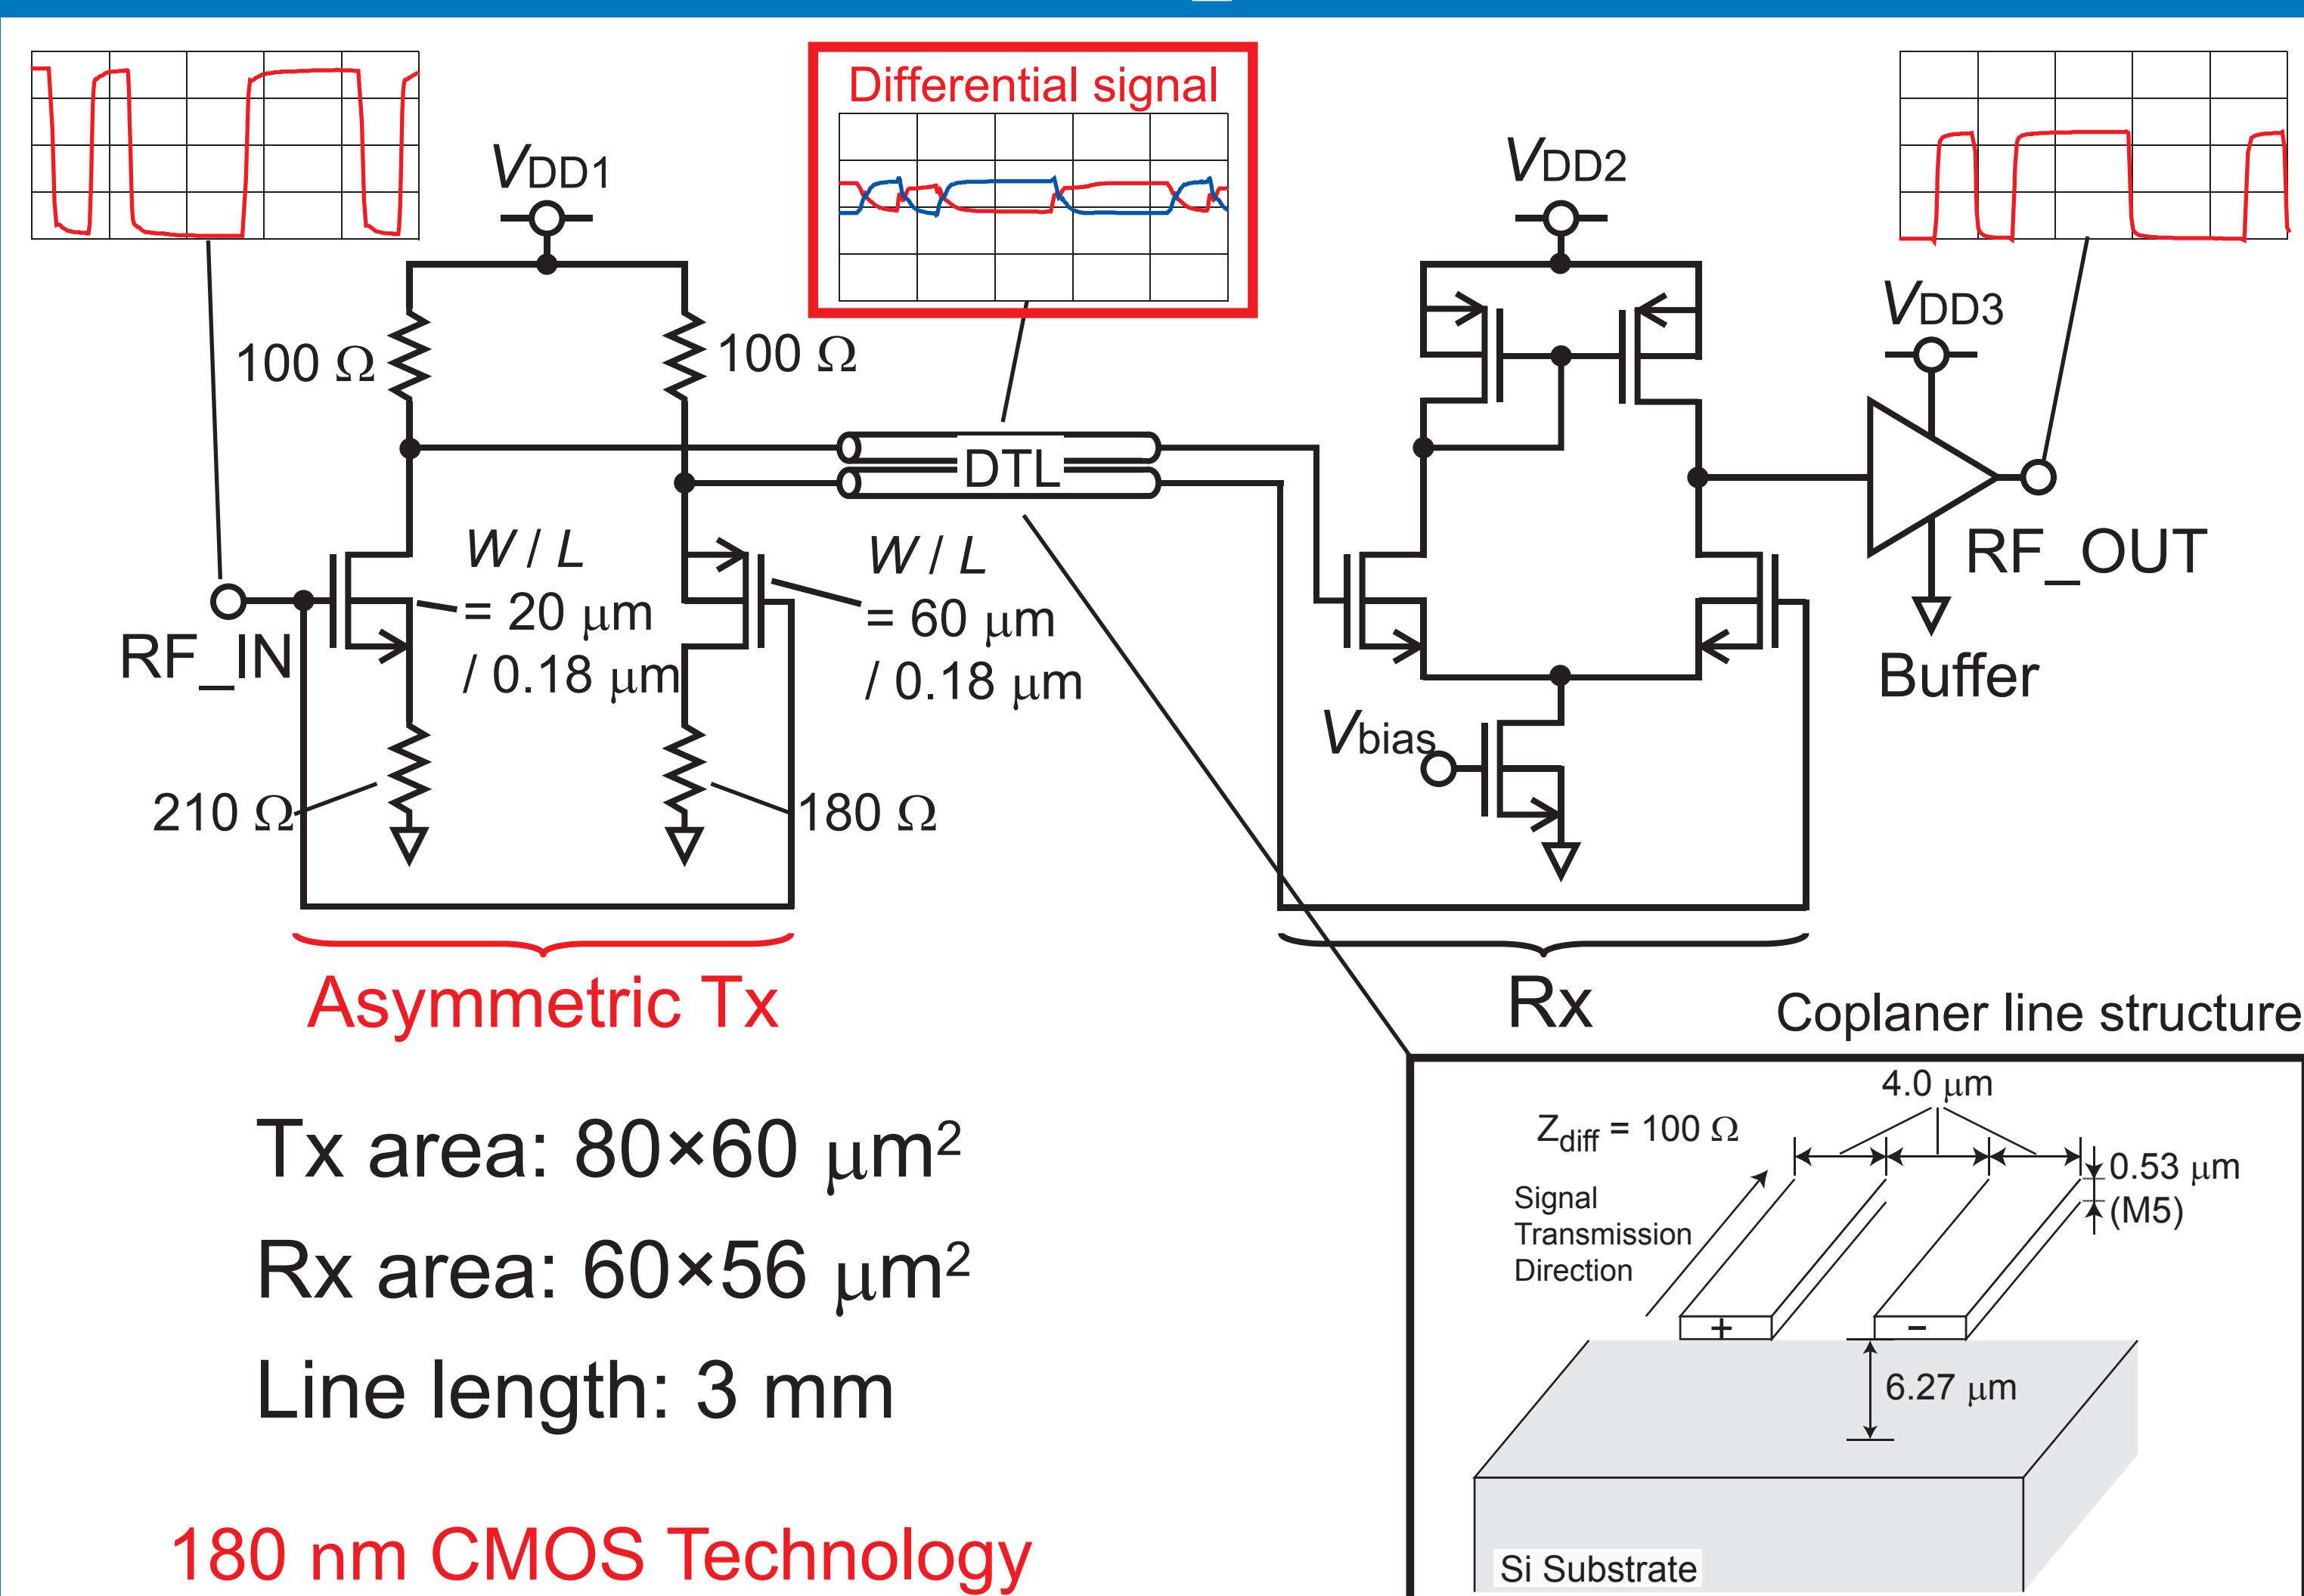 Differential signal
VDD1
VDD2
VDD3
100 Ω
100 Ω
DTL
W / L
= 20 μm
/ 0.18 μm
W / L
= 60 μm
/ 0.18 μm
RF_IN
RF_OUT
Buffer
Vbias
210 Ω
180 Ω
Asymmetric Tx
Rx
Coplaner line structure
Tx area: 80×60 μm²
Rx area: 60×56 μm²
Line length: 3 mm
180 nm CMOS Technology
4.0 μm
Zdiff = 100 Ω
0.53 μm
(M5)
Signal
Transmission
Direction
+
−
6.27 μm
Si Substrate